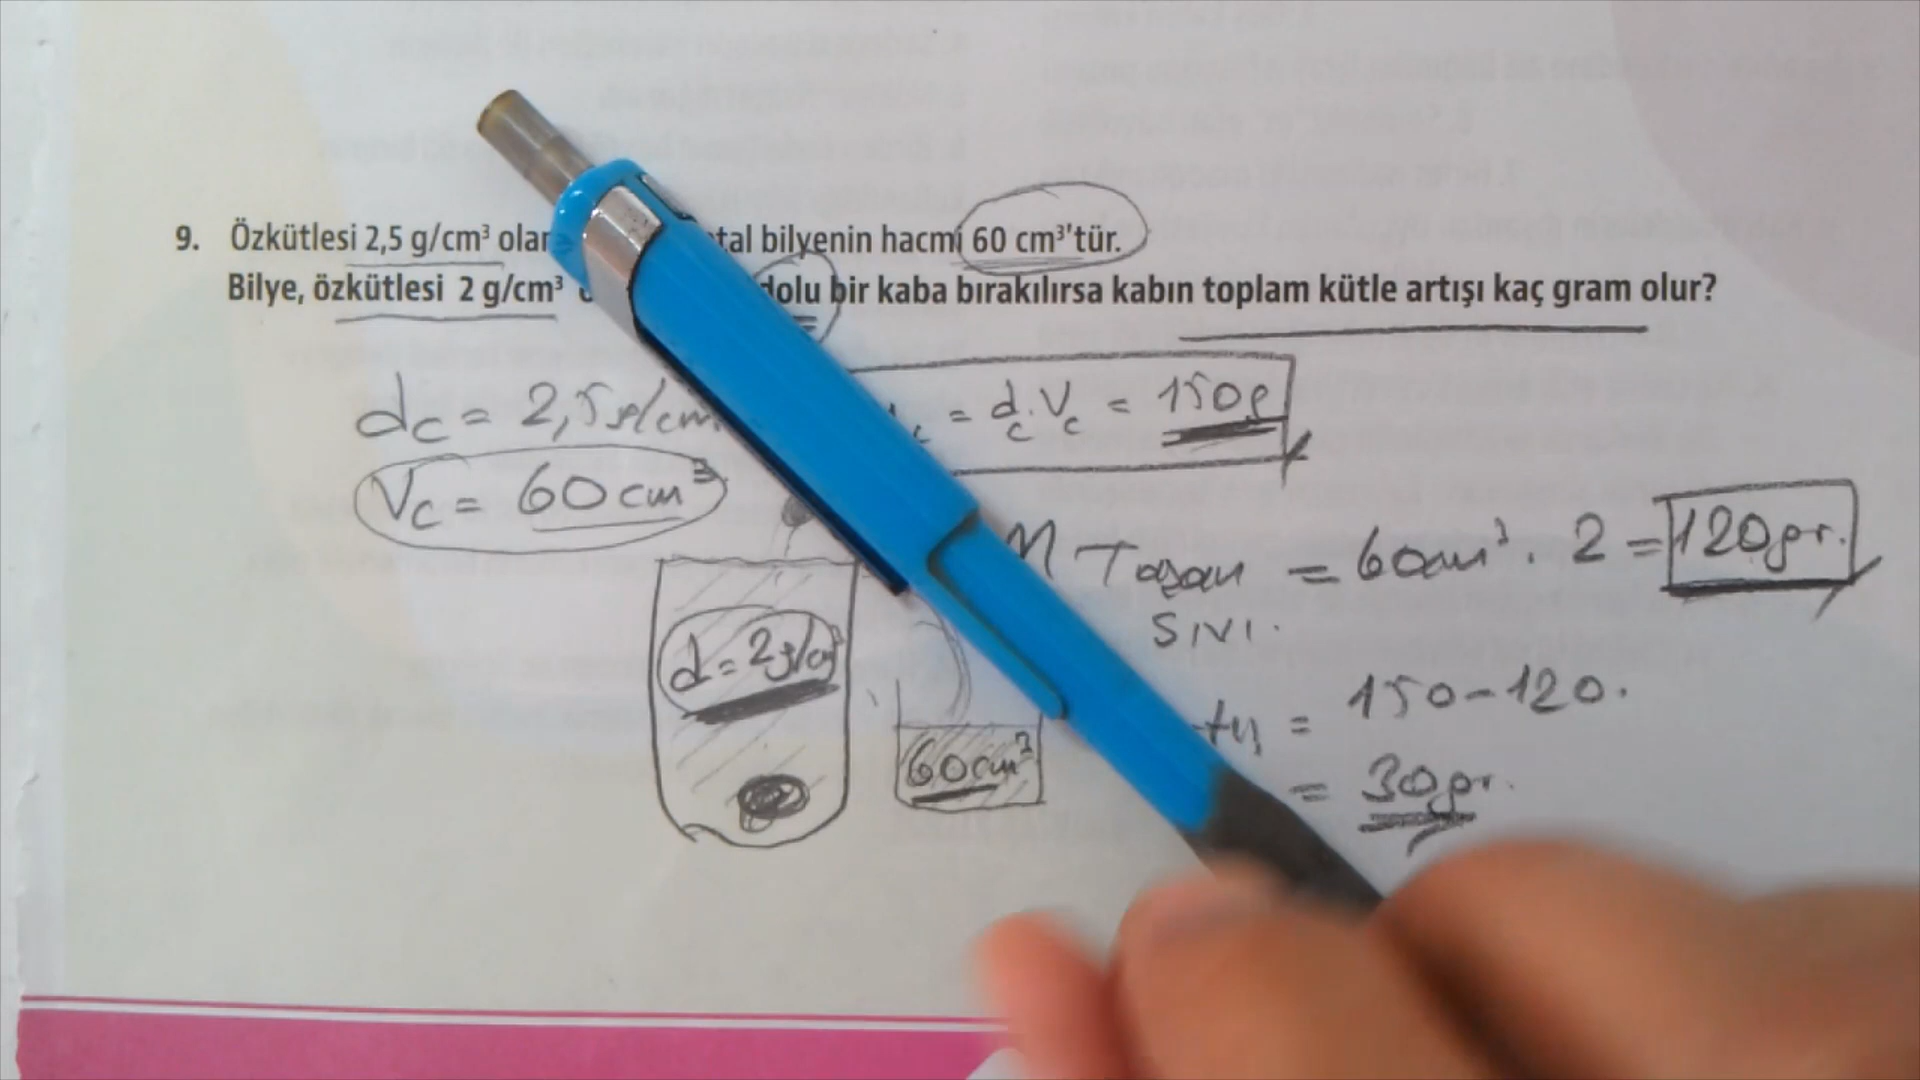 9. Özkütlesi 2,5 g/cm³ olan tal bilyenin hacmi 60 cm³'tür.
Bilye, özkütlesi 2 g/cm³ dolu bir kaba bırakılırsa kabın toplam kütle artışı kaç gram olur?
dc = 2,5 g/cm
= dc.Vc = 150g
Vc = 60 cm³
M Taşan = 60cm³. 2 = 120gr.
SIVI.
d = 2g/cm³
150-120.
=
60cm³
= 30gr.